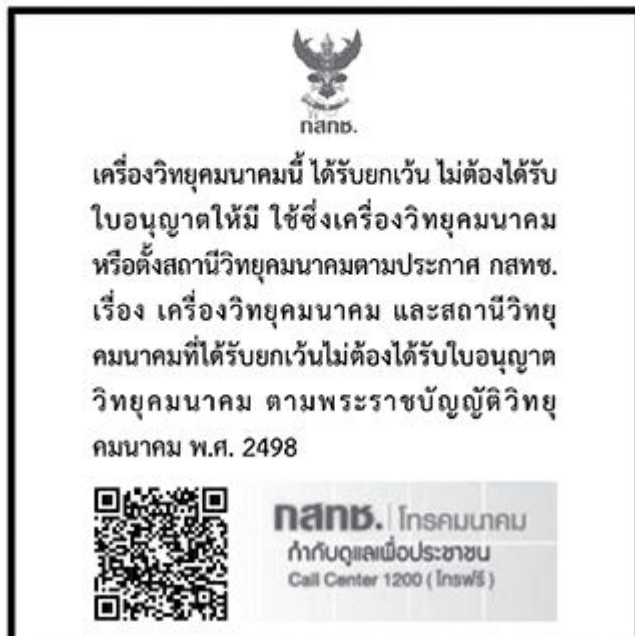 กสทช.
เครื่องวิทยุคมนาคมนี้ ได้รับยกเว้น ไม่ต้องได้รับ
ใบอนุญาตให้มี ใช้ซึ่งเครื่องวิทยุคมนาคม
หรือตั้งสถานีวิทยุคมนาคมตามประกาศ กสทช.
เรื่อง เครื่องวิทยุคมนาคม และสถานีวิทยุ
คมนาคมที่ได้รับยกเว้นไม่ต้องได้รับใบอนุญาต
วิทยุคมนาคม ตามพระราชบัญญัติวิทยุ
คมนาคม พ.ศ. 2498
กสทช. | โทรคมนาคม
กำกับดูแลเพื่อประชาชน
Call Center 1200 ( โทรฟรี )